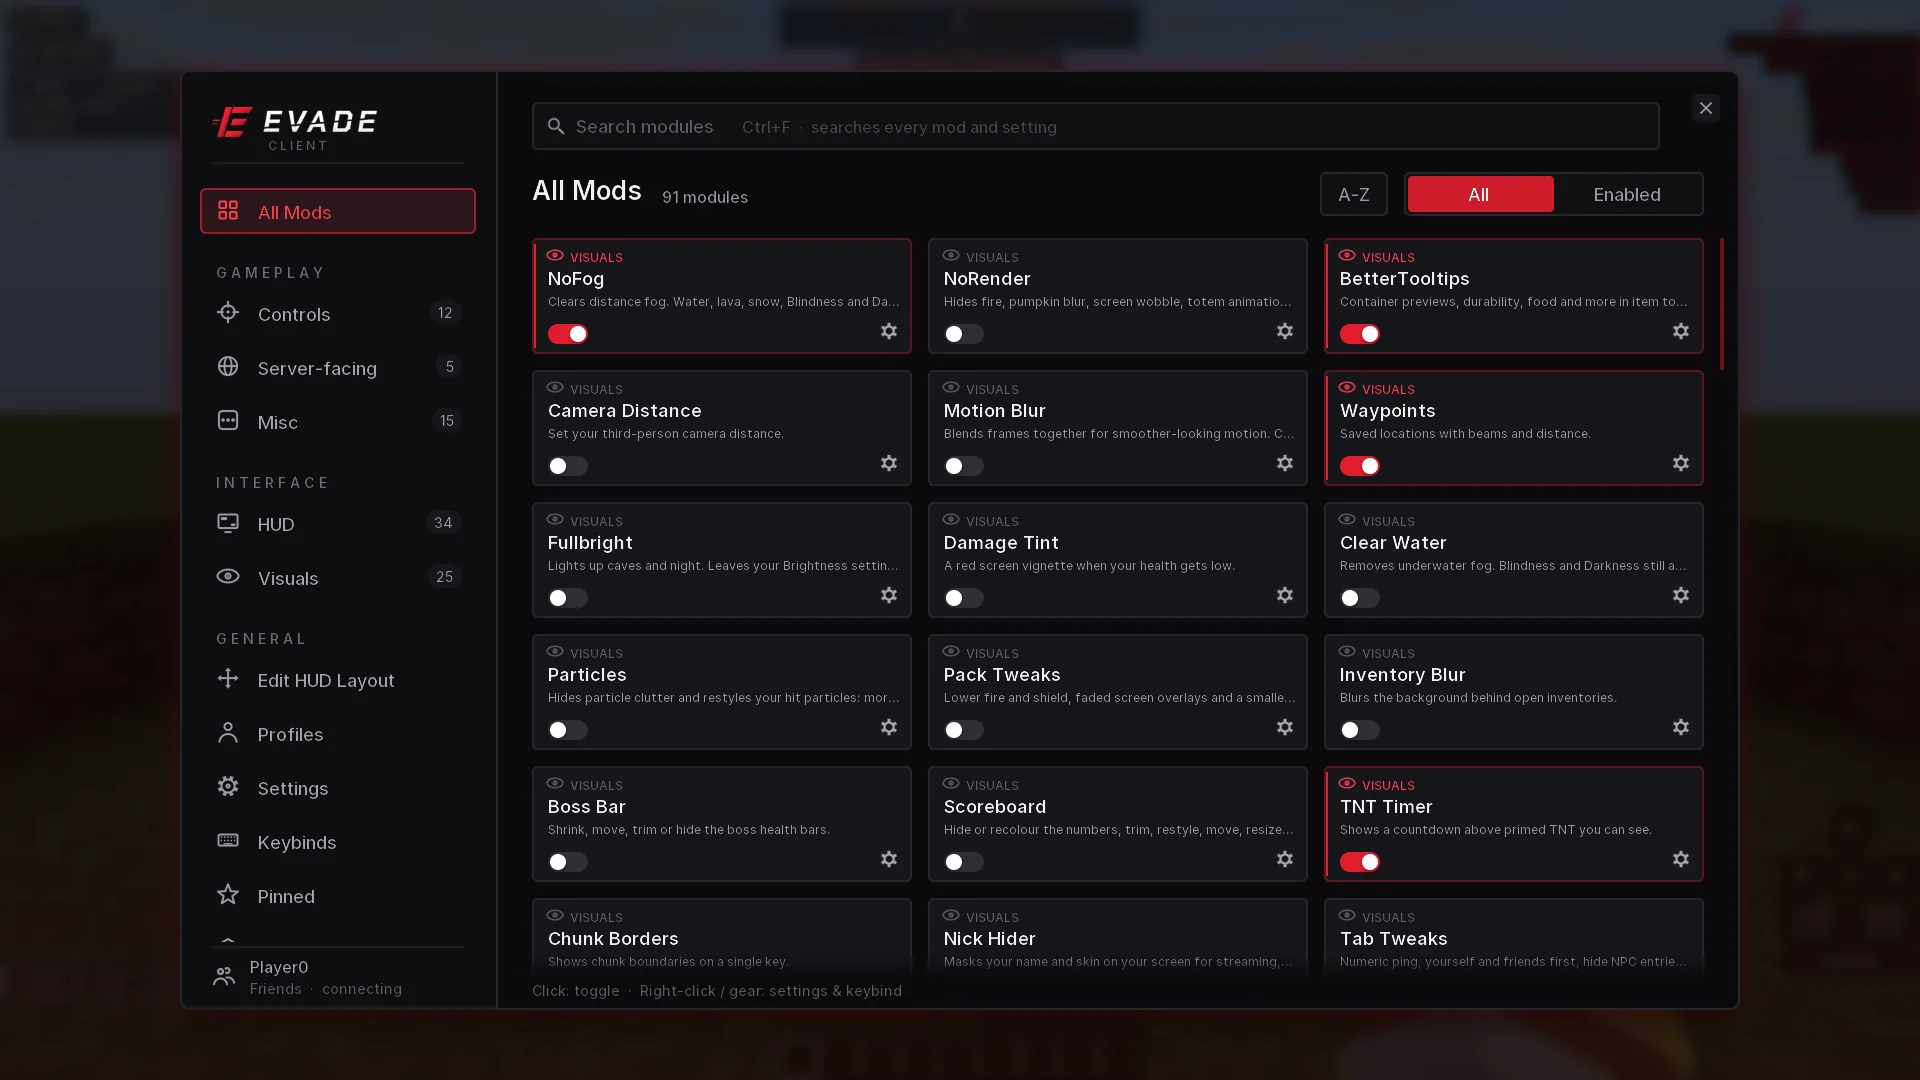 EVADE
CLIENT
Search modules Ctrl+F · searches every mod and setting
All Mods 91 modules
A-Z
All
Enabled
All Mods
GAMEPLAY
Controls 12
Server-facing 5
Misc 15
INTERFACE
HUD 34
Visuals 25
GENERAL
Edit HUD Layout
Profiles
Settings
Keybinds
Pinned
Player0
Friends · connecting
VISUALS
NoFog
Clears distance fog. Water, lava, snow, Blindness and Da...
VISUALS
NoRender
Hides fire, pumpkin blur, screen wobble, totem animatio...
VISUALS
BetterTooltips
Container previews, durability, food and more in item to...
VISUALS
Camera Distance
Set your third-person camera distance.
VISUALS
Motion Blur
Blends frames together for smoother-looking motion. C...
VISUALS
Waypoints
Saved locations with beams and distance.
VISUALS
Fullbright
Lights up caves and night. Leaves your Brightness settin...
VISUALS
Damage Tint
A red screen vignette when your health gets low.
VISUALS
Clear Water
Removes underwater fog. Blindness and Darkness still a...
VISUALS
Particles
Hides particle clutter and restyles your hit particles: mor...
VISUALS
Pack Tweaks
Lower fire and shield, faded screen overlays and a smalle...
VISUALS
Inventory Blur
Blurs the background behind open inventories.
VISUALS
Boss Bar
Shrink, move, trim or hide the boss health bars.
VISUALS
Scoreboard
Hide or recolour the numbers, trim, restyle, move, resize...
VISUALS
TNT Timer
Shows a countdown above primed TNT you can see.
VISUALS
Chunk Borders
Shows chunk boundaries on a single key.
VISUALS
Nick Hider
Masks your name and skin on your screen for streaming,...
VISUALS
Tab Tweaks
Numeric ping, yourself and friends first, hide NPC entrie...
Click: toggle · Right-click / gear: settings & keybind